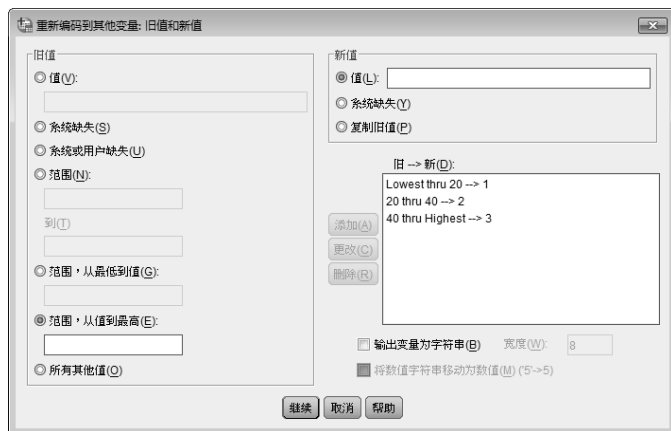 重新编码到其他变量: 旧值和新值
旧值
值(V):
系统缺失(S)
系统或用户缺失(U)
范围(N):
到(T)
范围，从最低到值(G):
范围，从值到最高(E):
所有其他值(O)
新值
值(L):
系统缺失(Y)
复制旧值(P)
旧 --> 新(D):
Lowest thru 20 --> 1
20 thru 40 --> 2
40 thru Highest --> 3
添加(A)
更改(C)
删除(R)
输出变量为字符串(B) 宽度(W): 8
将数值字符串移动为数值(M) ('5'->5)
继续 取消 帮助